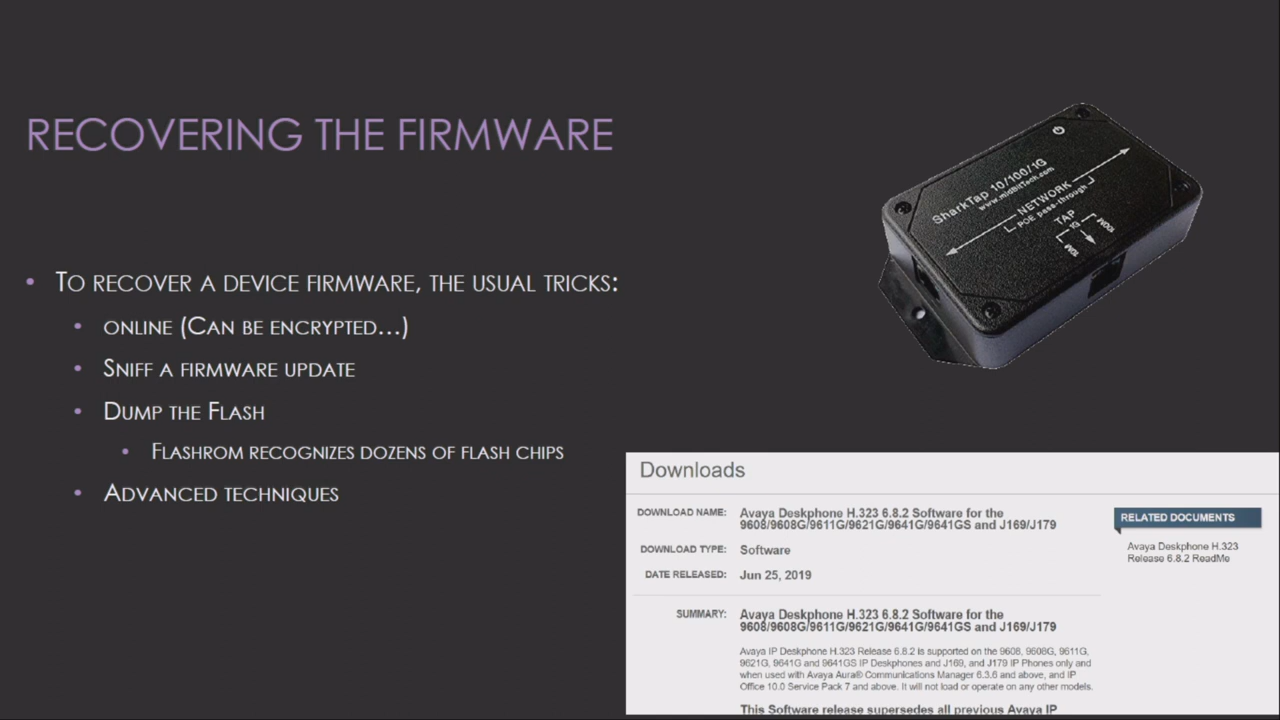 RECOVERING THE FIRMWARE
• TO RECOVER A DEVICE FIRMWARE, THE USUAL TRICKS:
• ONLINE (CAN BE ENCRYPTED...)
• SNIFF A FIRMWARE UPDATE
• DUMP THE FLASH
• FLASHROM RECOGNIZES DOZENS OF FLASH CHIPS
• ADVANCED TECHNIQUES
SharkTap 10/100/1G
www.midbitTech.com
NETWORK
POE pass-through
TAP
1G
100M
100M
Downloads
DOWNLOAD NAME: Avaya Deskphone H.323 6.8.2 Software for the
9608/9608G/9611G/9621G/9641G/9641GS and J169/J179
DOWNLOAD TYPE: Software
DATE RELEASED: Jun 25, 2019
SUMMARY: Avaya Deskphone H.323 6.8.2 Software for the
9608/9608G/9611G/9621G/9641G/9641GS and J169/J179
Avaya IP Deskphone H.323 Release 6.8.2 is supported on the 9608, 9608G, 9611G,
9621G, 9641G and 9641GS IP Deskphones and J169, and J179 IP Phones only and
when used with Avaya Aura® Communications Manager 6.3.6 and above, and IP
Office 10.0 Service Pack 7 and above. It will not load or operate on any other models.
This Software release supersedes all previous Avaya IP
RELATED DOCUMENTS
Avaya Deskphone H.323
Release 6.8.2 ReadMe